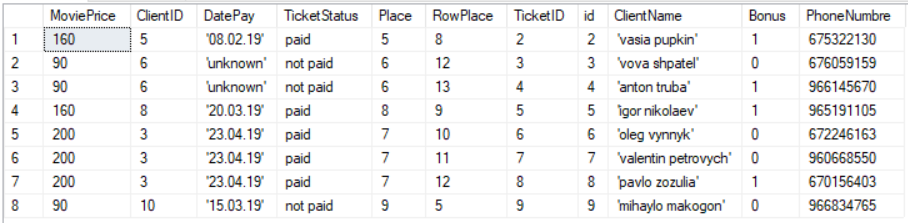 MoviePrice ClientID DatePay TicketStatus Place RowPlace TicketID id ClientName Bonus PhoneNumbre
1 160 5 '08.02.19' paid 5 8 2 2 'vasia pupkin' 1 675322130
2 90 6 'unknown' not paid 6 12 3 3 'vova shpatel' 0 676059159
3 90 6 'unknown' not paid 6 13 4 4 'anton truba' 1 966145670
4 160 8 '20.03.19' paid 8 9 5 5 'igor nikolaev' 1 965191105
5 200 3 '23.04.19' paid 7 10 6 6 'oleg vynnyk' 0 672246163
6 200 3 '23.04.19' paid 7 11 7 7 'valentin petrovych' 0 960668550
7 200 3 '23.04.19' paid 7 12 8 8 'pavlo zozulia' 1 670156403
8 90 10 '15.03.19' not paid 9 5 9 9 'mihaylo makogon' 0 966834765